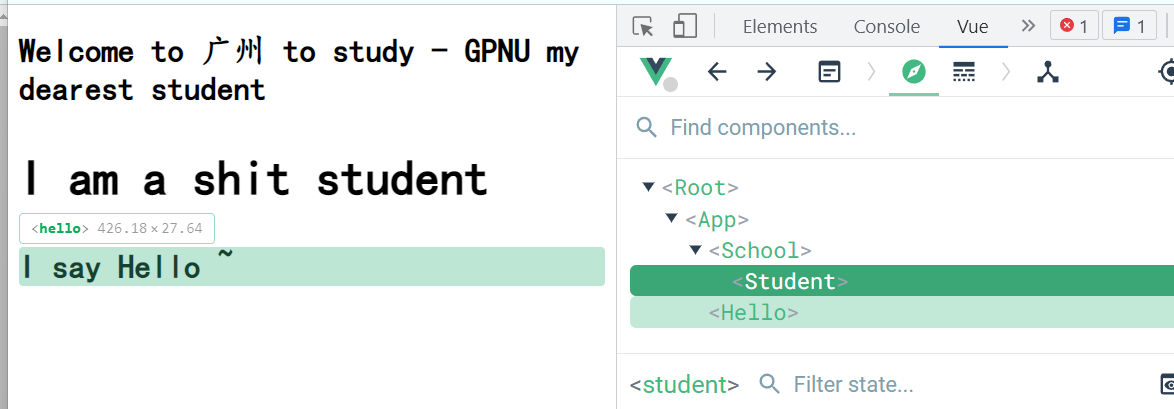 Welcome to 广州 to study - GPNU my
dearest student
I am a shit student
<hello> 426.18 × 27.64
I say Hello ~
Elements Console Vue » 1 1
Find components...
<Root>
<App>
<School>
<Student>
<Hello>
<student> Filter state...